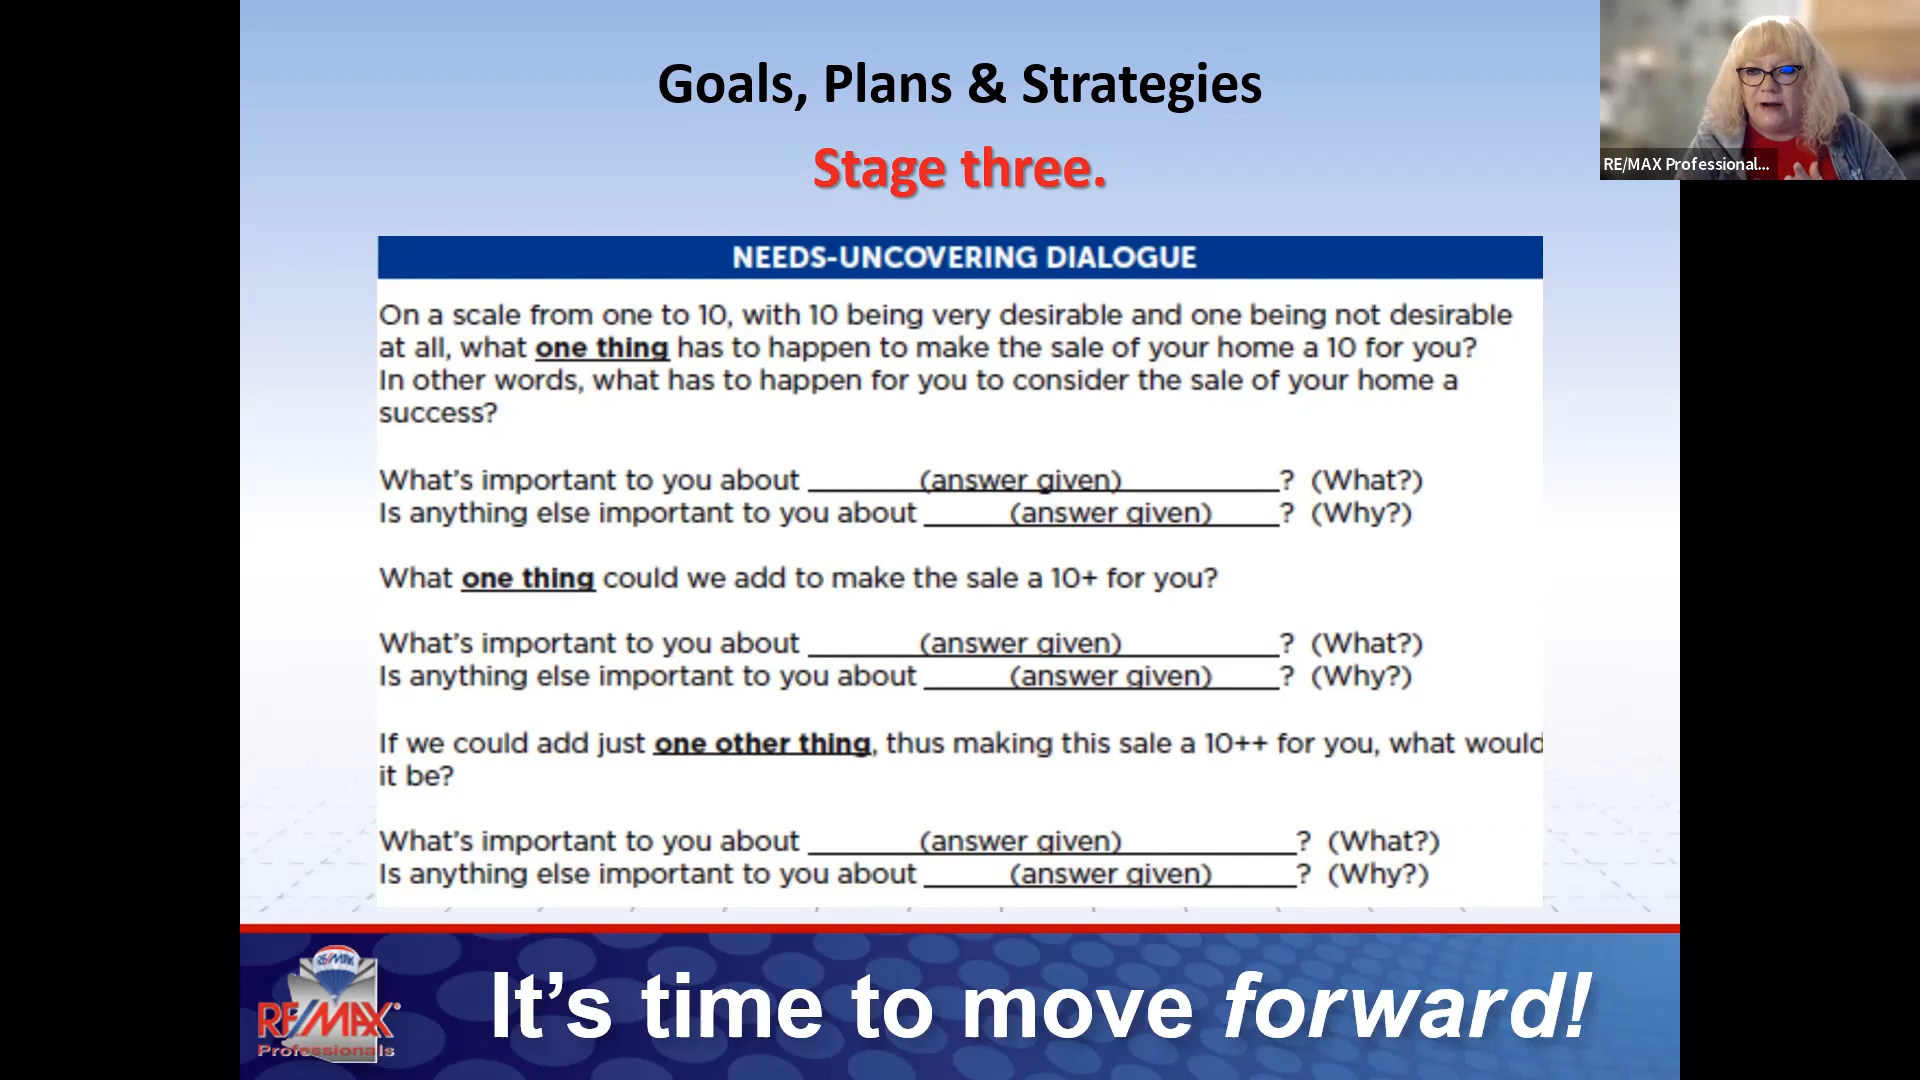 Goals, Plans & Strategies
Stage three.
RE/MAX Professional...
NEEDS-UNCOVERING DIALOGUE
On a scale from one to 10, with 10 being very desirable and one being not desirable
at all, what one thing has to happen to make the sale of your home a 10 for you?
In other words, what has to happen for you to consider the sale of your home a
success?
What's important to you about ______(answer given)_________? (What?)
Is anything else important to you about _____(answer given)____? (Why?)
What one thing could we add to make the sale a 10+ for you?
What's important to you about ______(answer given)_________? (What?)
Is anything else important to you about _____(answer given)____? (Why?)
If we could add just one other thing, thus making this sale a 10++ for you, what would
it be?
What's important to you about ______(answer given)__________? (What?)
Is anything else important to you about _____(answer given)_____? (Why?)
RE/MAX
RE/MAX
Professionals
It's time to move forward!